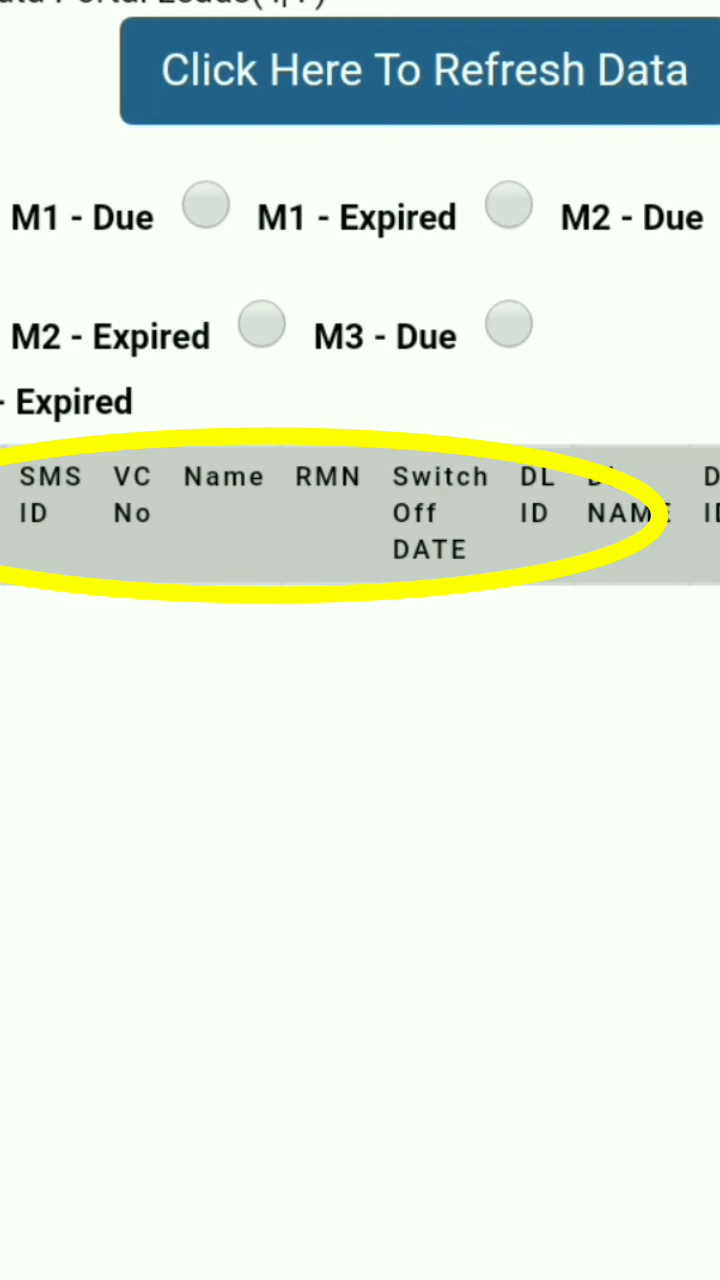 Click Here To Refresh Data
M1 - Due M1 - Expired M2 - Due
M2 - Expired M3 - Due
- Expired
SMS ID VC No Name RMN Switch Off DATE DL ID NAME